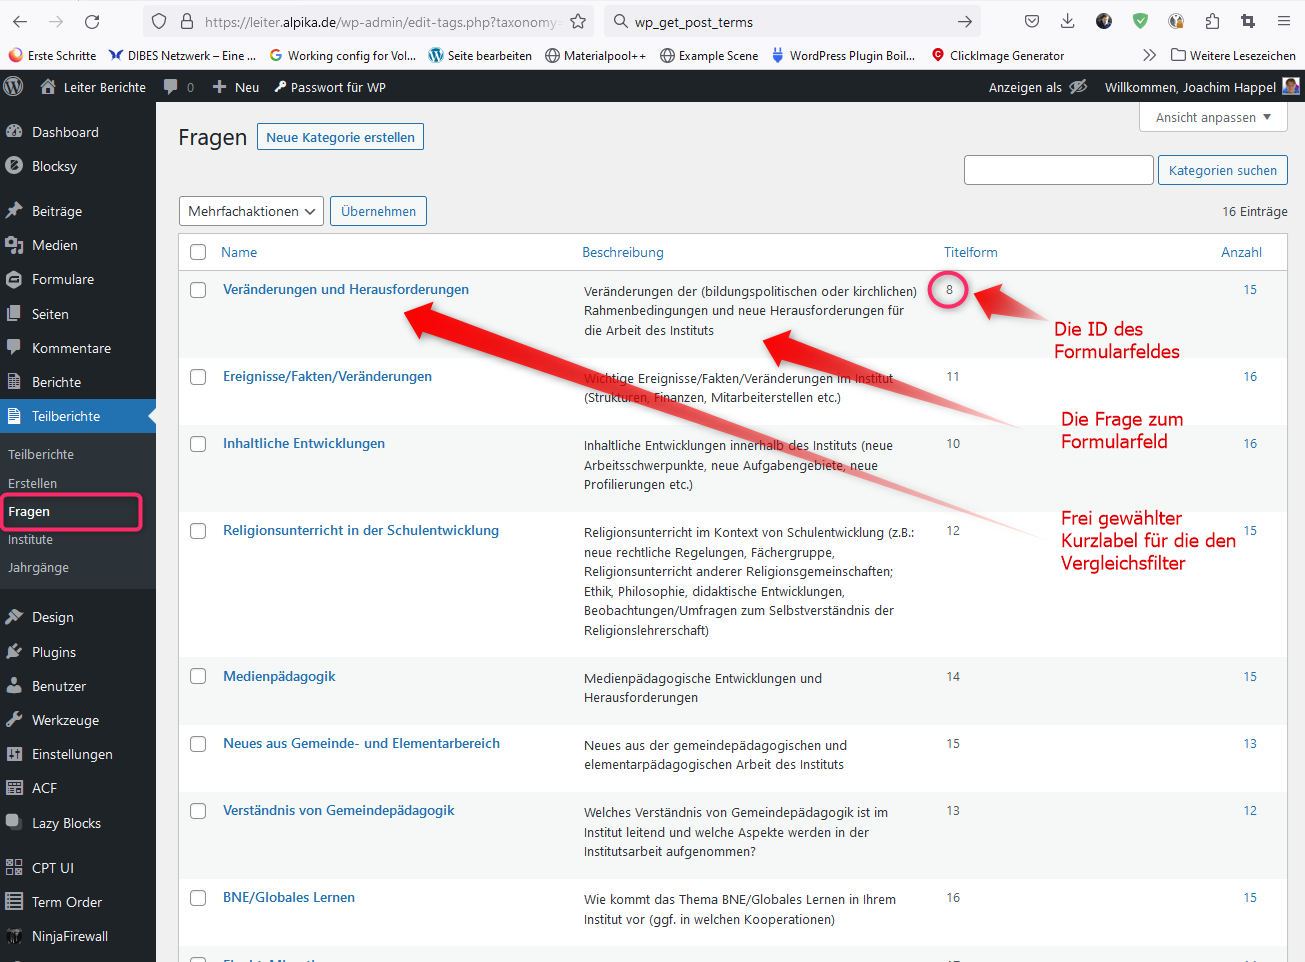 https://leiter.alpika.de/wp-admin/edit-tags.php?taxonomy=
wp_get_post_terms
Erste Schritte
DIBES Netzwerk – Eine ...
Working config for Vol...
Seite bearbeiten
Materialpool++
Example Scene
WordPress Plugin Boil...
ClickImage Generator
Weitere Lesezeichen
Leiter Berichte
0
Neu
Passwort für WP
Anzeigen als
Willkommen, Joachim Happel
Dashboard
Blocksy
Beiträge
Medien
Formulare
Seiten
Kommentare
Berichte
Teilberichte
Teilberichte
Erstellen
Fragen
Institute
Jahrgänge
Design
Plugins
Benutzer
Werkzeuge
Einstellungen
ACF
Lazy Blocks
CPT UI
Term Order
NinjaFirewall
Ansicht anpassen
Fragen
Neue Kategorie erstellen
Kategorien suchen
Mehrfachaktionen
Übernehmen
16 Einträge
Name
Beschreibung
Titelform
Anzahl
Veränderungen und Herausforderungen
Veränderungen der (bildungspolitischen oder kirchlichen)
Rahmenbedingungen und neue Herausforderungen für
die Arbeit des Instituts
8
15
Die ID des
Formularfeldes
Ereignisse/Fakten/Veränderungen
Wichtige Ereignisse/Fakten/Veränderungen im Institut
(Strukturen, Finanzen, Mitarbeiterstellen etc.)
11
16
Die Frage zum
Formularfeld
Inhaltliche Entwicklungen
Inhaltliche Entwicklungen innerhalb des Instituts (neue
Arbeitsschwerpunkte, neue Aufgabengebiete, neue
Profilierungen etc.)
10
16
Frei gewählter
Kurzlabel für die den
Vergleichsfilter
Religionsunterricht in der Schulentwicklung
Religionsunterricht im Kontext von Schulentwicklung (z.B.:
neue rechtliche Regelungen, Fächergruppe,
Religionsunterricht anderer Religionsgemeinschaften;
Ethik, Philosophie, didaktische Entwicklungen,
Beobachtungen/Umfragen zum Selbstverständnis der
Religionslehrerschaft)
12
15
Medienpädagogik
Medienpädagogische Entwicklungen und
Herausforderungen
14
15
Neues aus Gemeinde- und Elementarbereich
Neues aus der gemeindepädagogischen und
elementarpädagogischen Arbeit des Instituts
15
13
Verständnis von Gemeindepädagogik
Welches Verständnis von Gemeindepädagogik ist im
Institut leitend und welche Aspekte werden in der
Institutsarbeit aufgenommen?
13
12
BNE/Globales Lernen
Wie kommt das Thema BNE/Globales Lernen in Ihrem
Institut vor (ggf. in welchen Kooperationen)
16
15